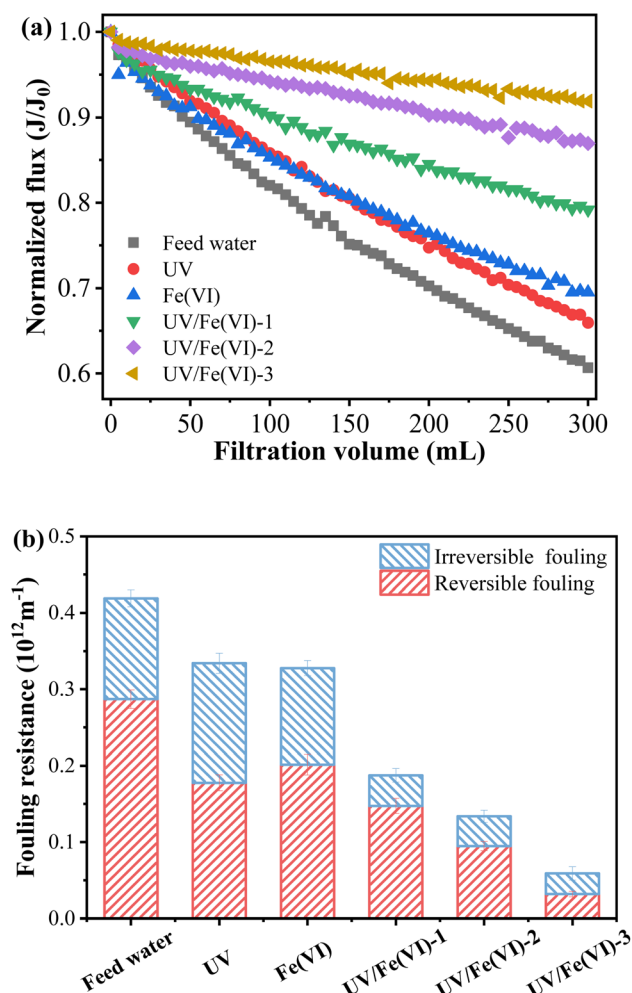 (a)
1.0
0.9
0.8
0.7
0.6
Normalized flux (J/J₀)
Feed water
UV
Fe(VI)
UV/Fe(VI)-1
UV/Fe(VI)-2
UV/Fe(VI)-3
0 50 100 150 200 250 300
Filtration volume (mL)
(b)
0.5
0.4
0.3
0.2
0.1
0.0
Fouling resistance (10¹²m⁻¹)
Irreversible fouling
Reversible fouling
Feed water UV Fe(VI) UV/Fe(VI)-1 UV/Fe(VI)-2 UV/Fe(VI)-3